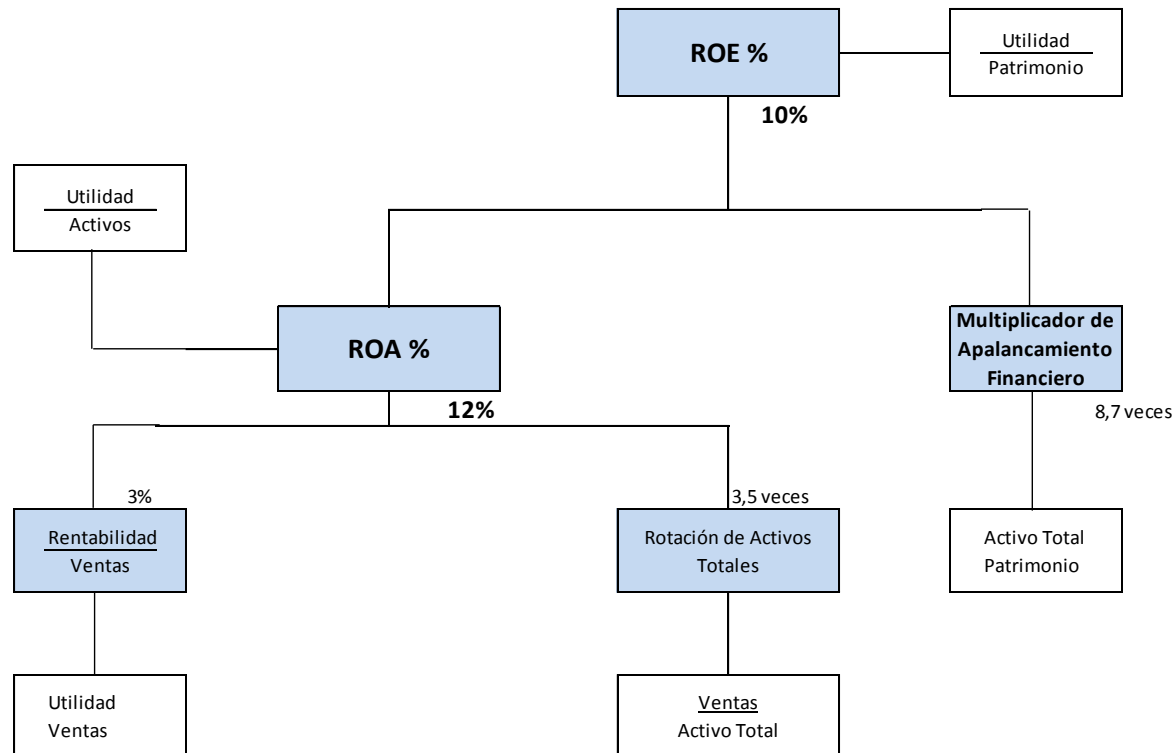 ROE %
Utilidad
Patrimonio
10%
Utilidad
Activos
ROA %
Multiplicador de
Apalancamiento
Financiero
12%
8,7 veces
3%
3,5 veces
Rentabilidad
Ventas
Rotación de Activos
Totales
Activo Total
Patrimonio
Utilidad
Ventas
Ventas
Activo Total